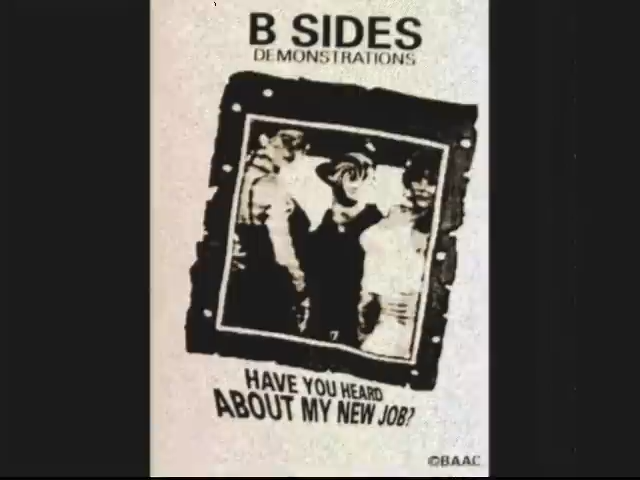 B SIDES
DEMONSTRATIONS
HAVE YOU HEARD
ABOUT MY NEW JOB?
©BAAC